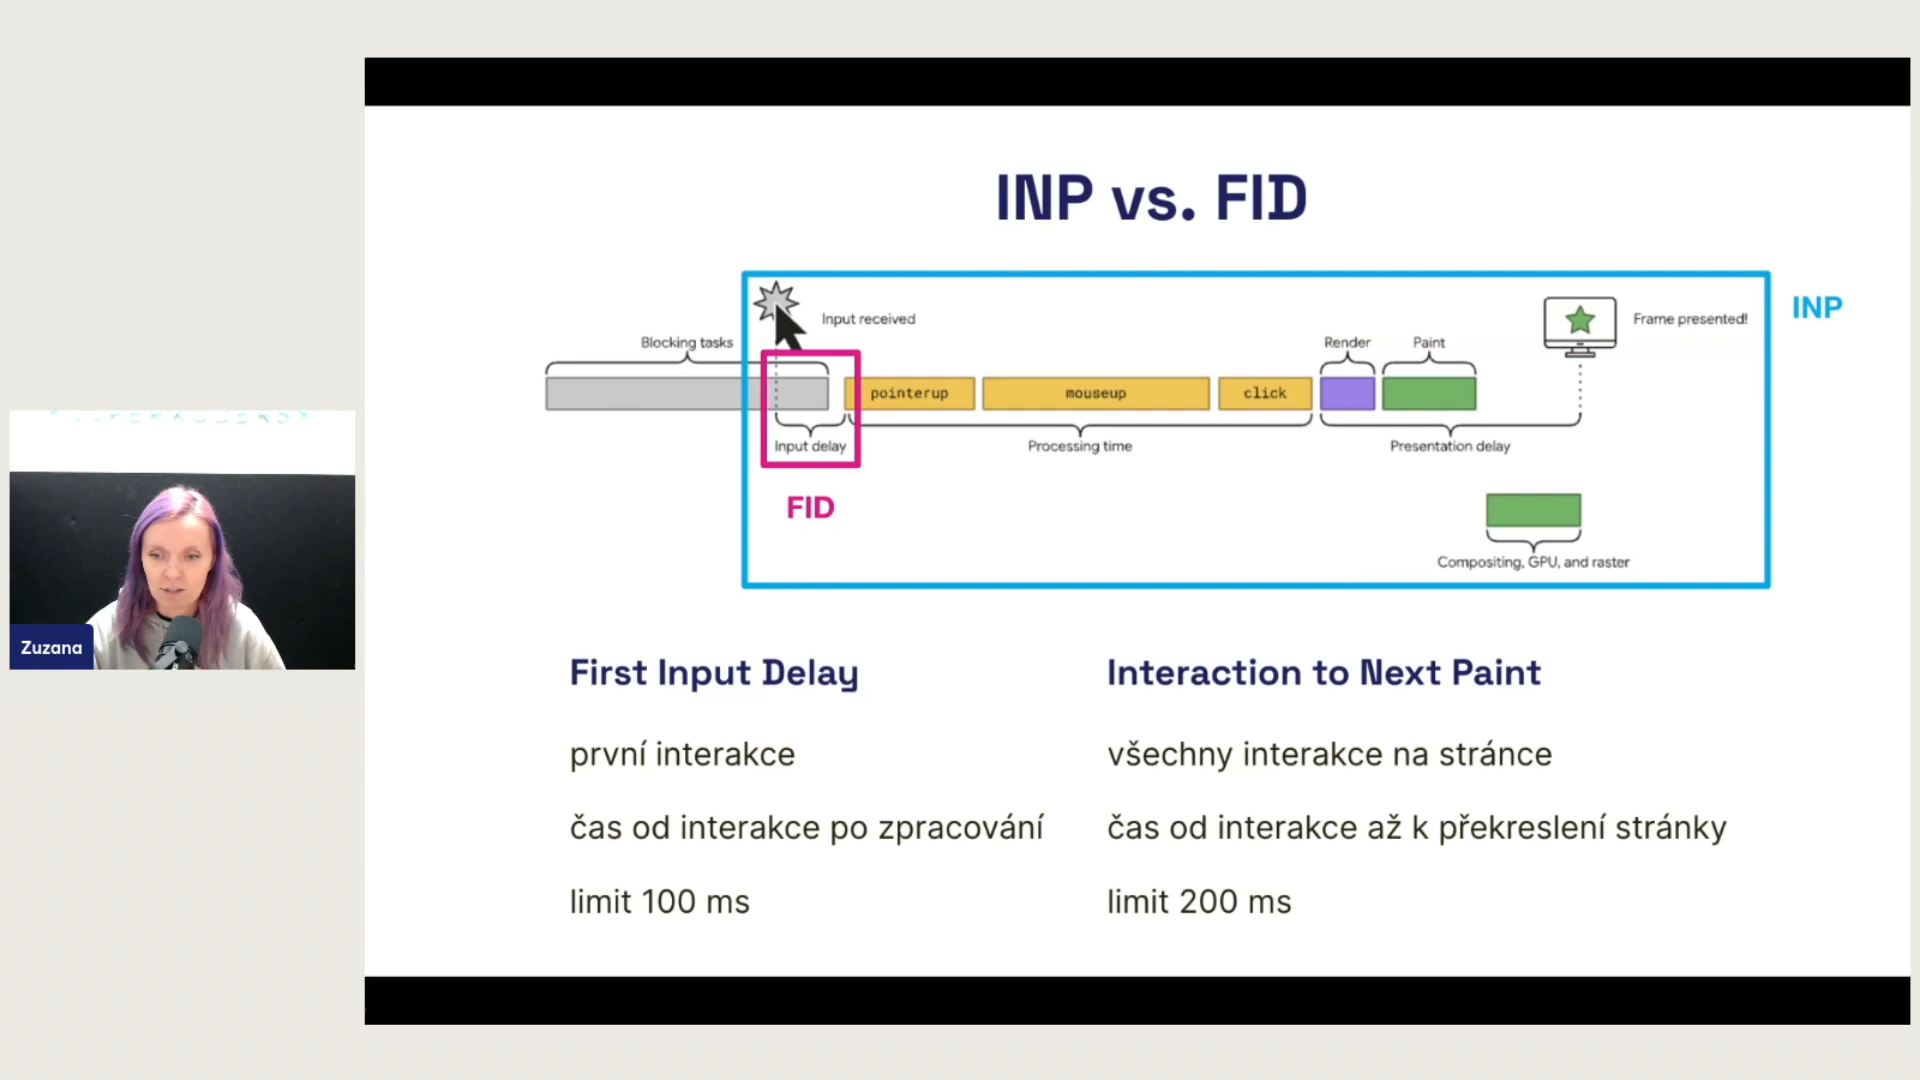 INP vs. FID
Input received
Frame presented!
INP
Blocking tasks
Render
Paint
pointerup
mouseup
click
Input delay
Processing time
Presentation delay
FID
Compositing, GPU, and raster
Zuzana
First Input Delay
první interakce
čas od interakce po zpracování
limit 100 ms
Interaction to Next Paint
všechny interakce na stránce
čas od interakce až k překreslení stránky
limit 200 ms